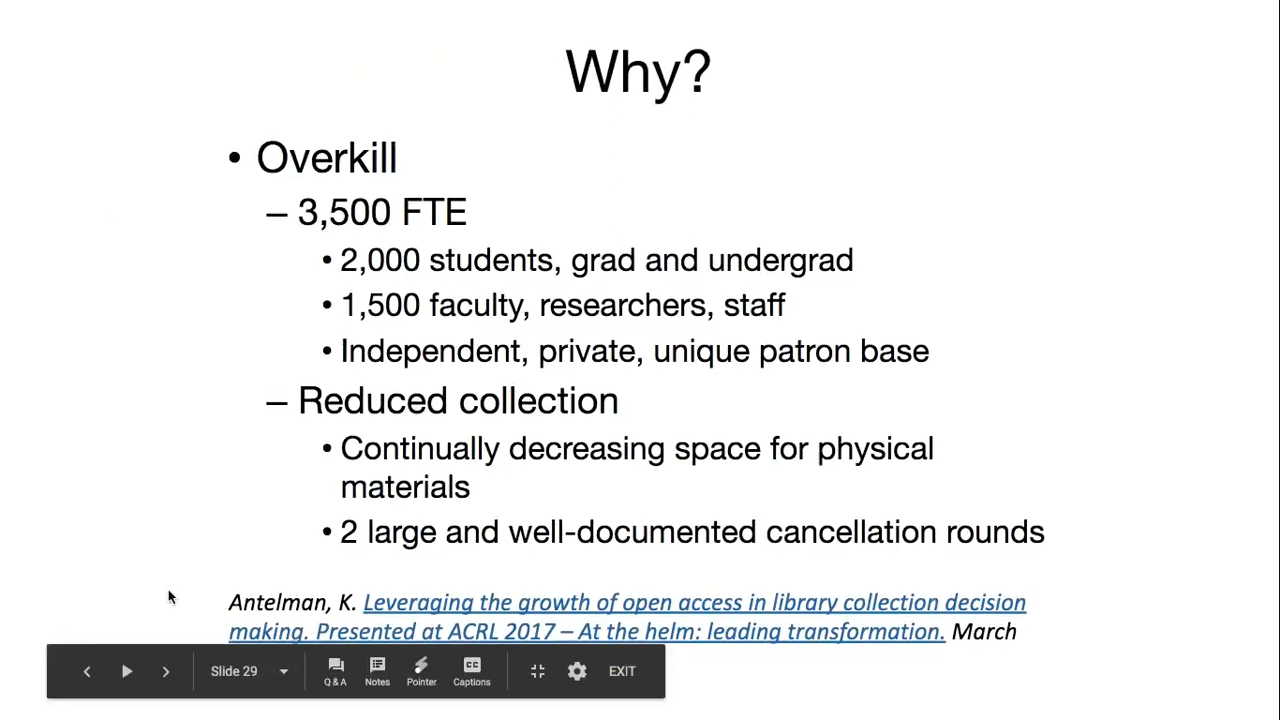 Why?
• Overkill
– 3,500 FTE
• 2,000 students, grad and undergrad
• 1,500 faculty, researchers, staff
• Independent, private, unique patron base
– Reduced collection
• Continually decreasing space for physical
materials
• 2 large and well-documented cancellation rounds
Antelman, K. Leveraging the growth of open access in library collection decision
making. Presented at ACRL 2017 – At the helm: leading transformation. March
Slide 29
Q & A
Notes
Pointer
CC
Captions
EXIT